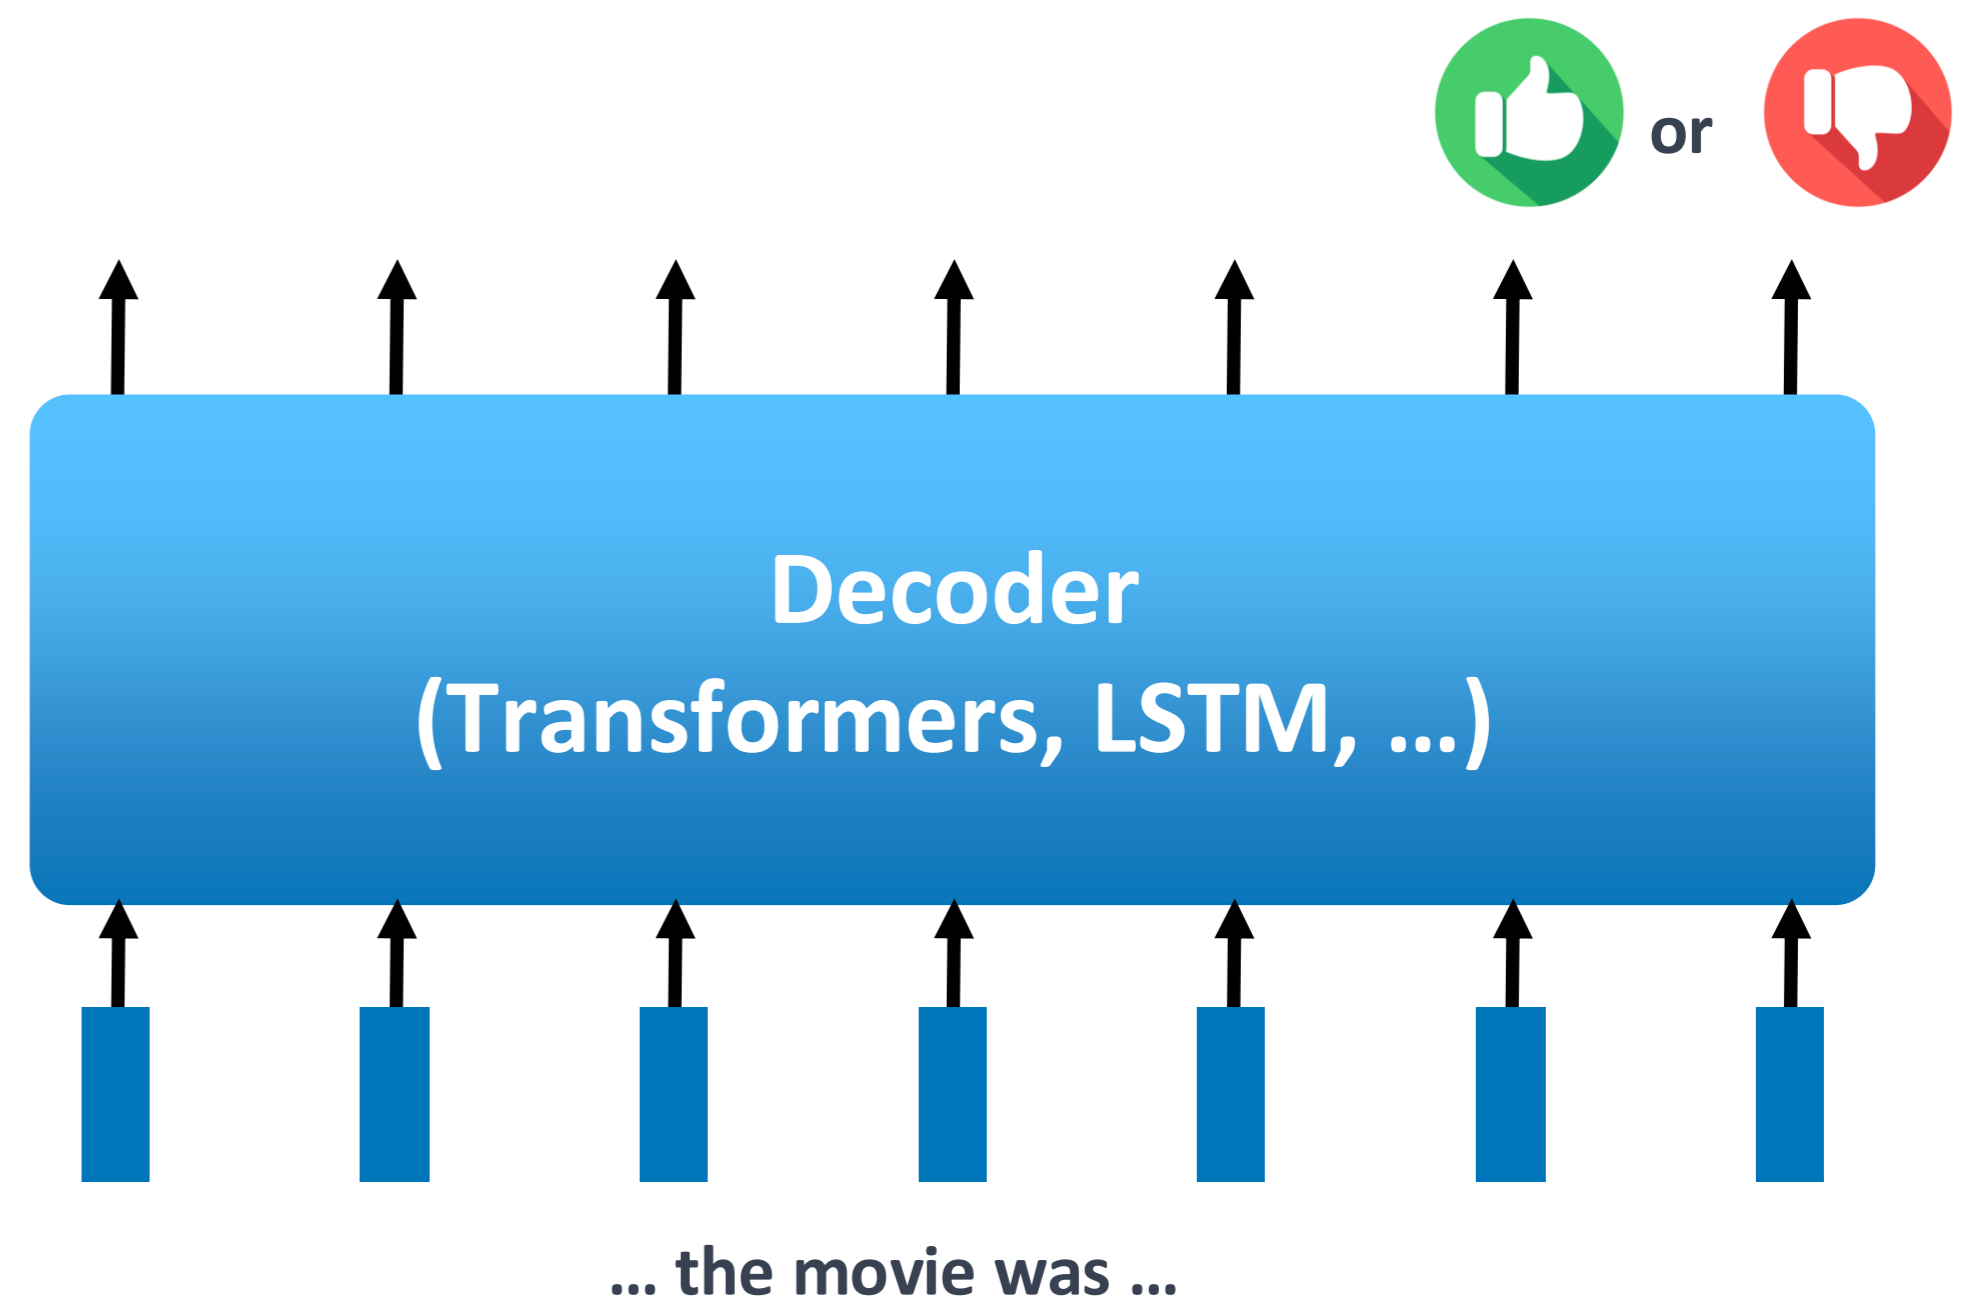 or
Decoder
(Transformers, LSTM, ...)
... the movie was ...